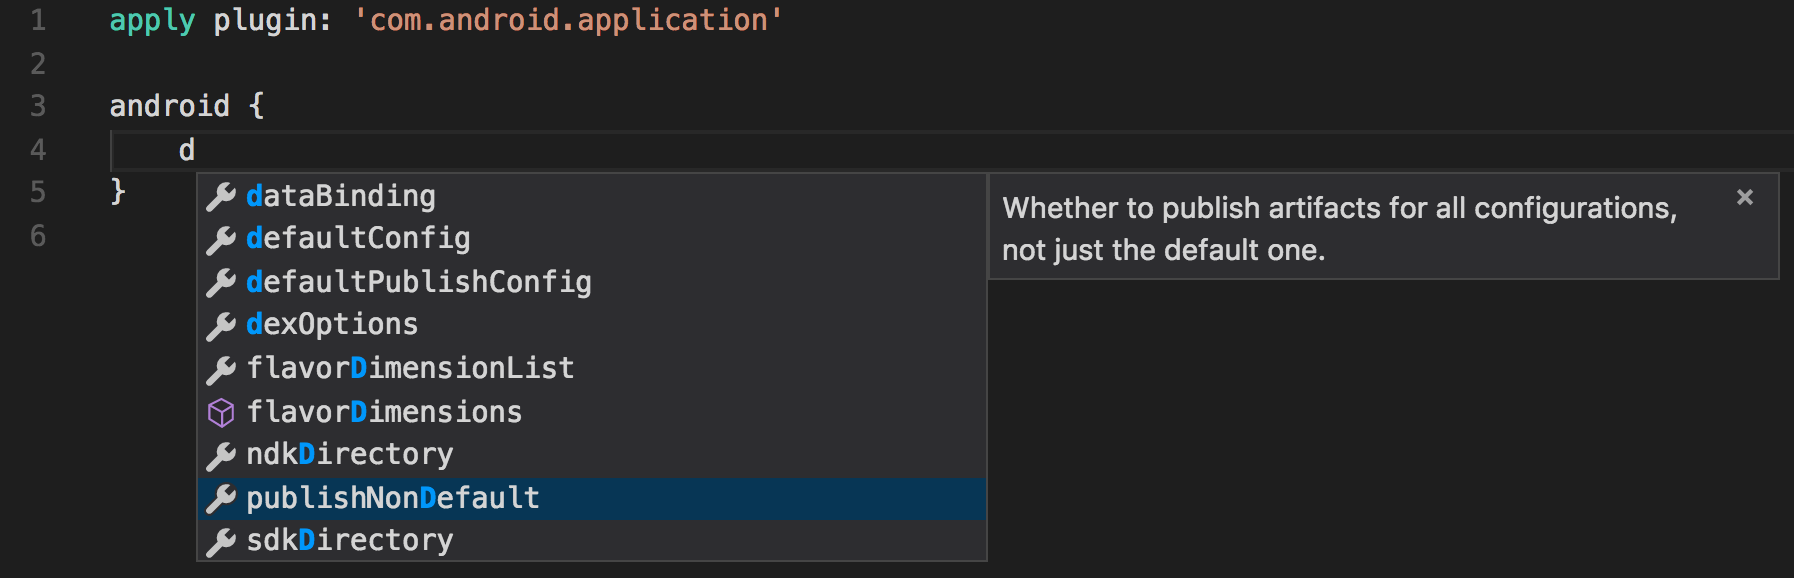 1 apply plugin: 'com.android.application'
2
3 android {
4 d
5 }
6
dataBinding
defaultConfig
defaultPublishConfig
dexOptions
flavorDimensionList
flavorDimensions
ndkDirectory
publishNonDefault
sdkDirectory
Whether to publish artifacts for all configurations,
not just the default one.
×